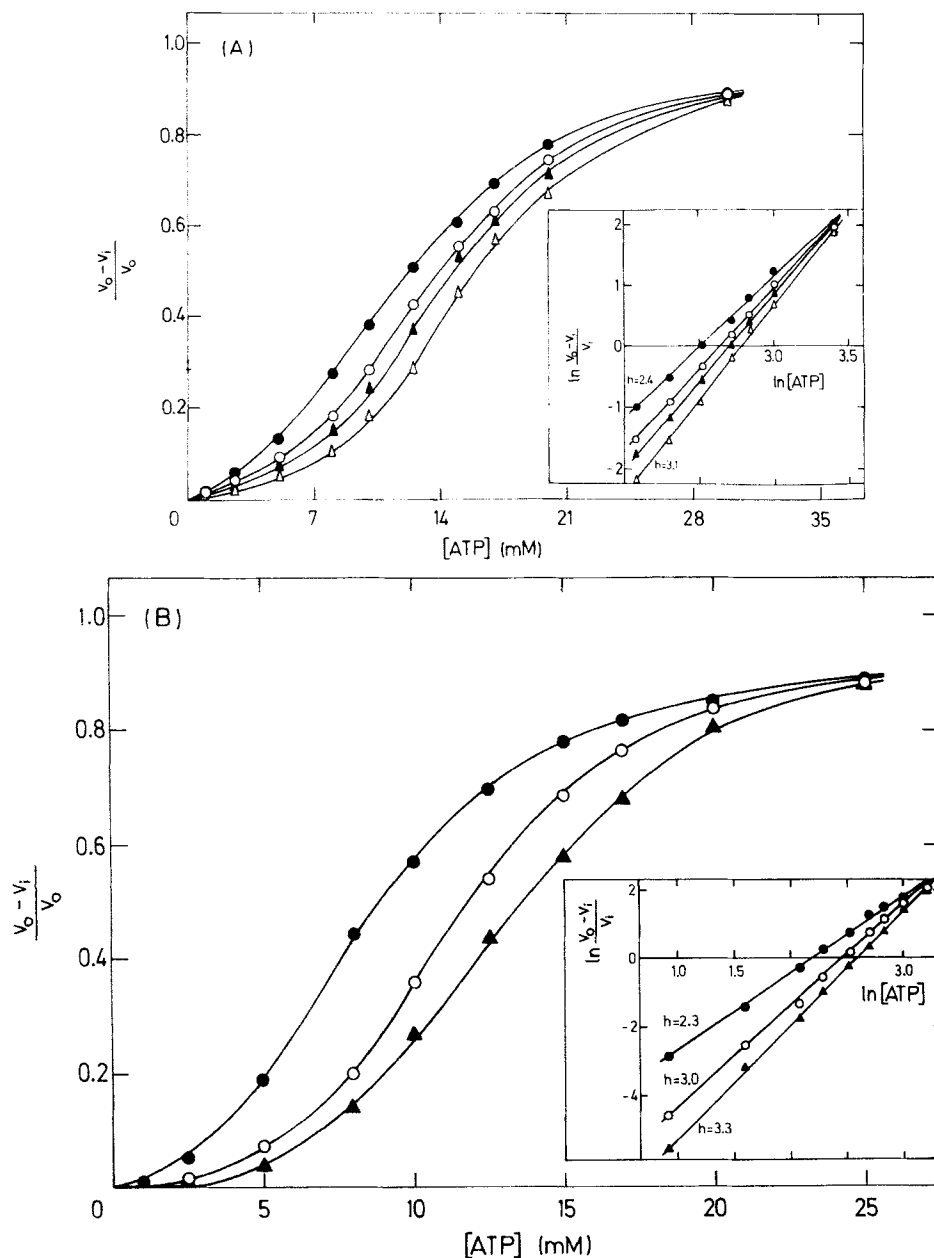 (A)
1.0
0.8
0.6
0.4
0.2
v₀ - vᵢ
v₀
0 7 14 21 28 35
[ATP] (mM)
2
1
0
-1
-2
ln v₀ - vᵢ
vᵢ
3.0 3.5
ln[ATP]
h=2.4
h=3.1
(B)
1.0
0.8
0.6
0.4
0.2
v₀ - vᵢ
v₀
0 5 10 15 20 25
[ATP] (mM)
2
0
-2
-4
ln v₀ - vᵢ
vᵢ
1.0 1.5 3.0
ln[ATP]
h=2.3
h=3.0
h=3.3